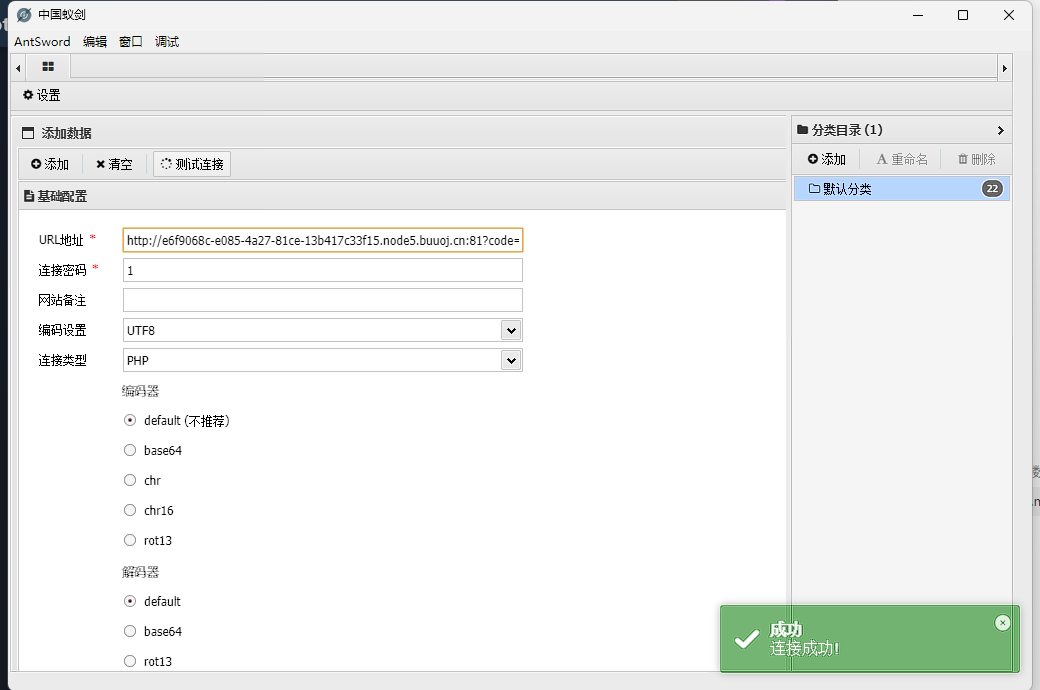 中国蚁剑
AntSword 编辑 窗口 调试
设置
添加数据
分类目录 (1)
添加 清空 测试连接
添加 重命名 删除
基础配置
默认分类 22
URL地址 * http://e6f9068c-e085-4a27-81ce-13b417c33f15.node5.buuoj.cn:81?code=
连接密码 * 1
网站备注
编码设置 UTF8
连接类型 PHP
编码器
default (不推荐)
base64
chr
chr16
rot13
解码器
default
base64
rot13
成功
连接成功!